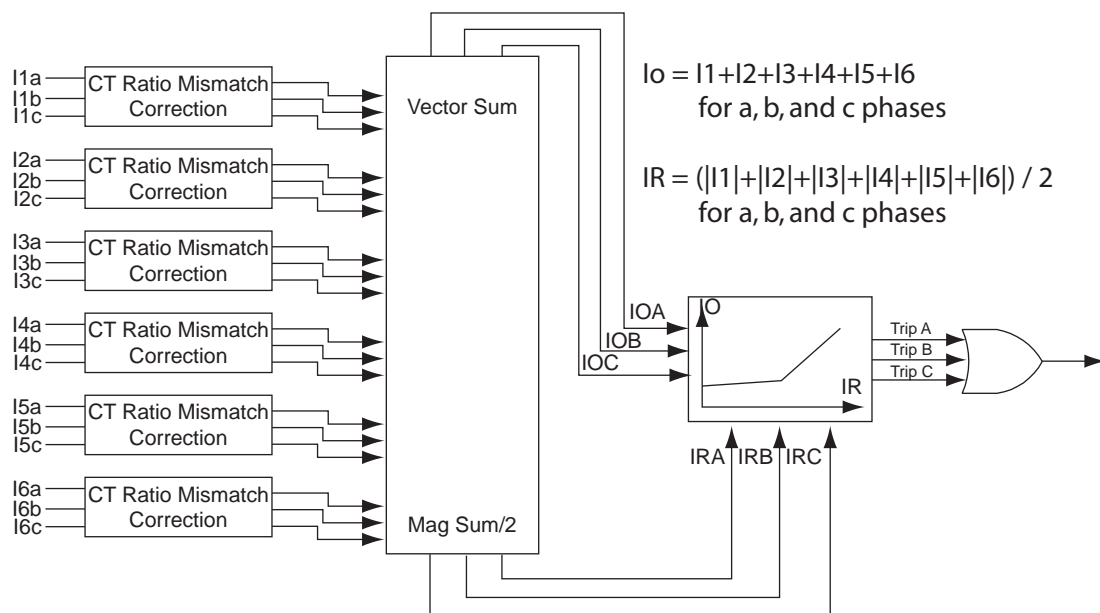 I1a
I1b
I1c
CT Ratio Mismatch
Correction
I2a
I2b
I2c
CT Ratio Mismatch
Correction
I3a
I3b
I3c
CT Ratio Mismatch
Correction
I4a
I4b
I4c
CT Ratio Mismatch
Correction
I5a
I5b
I5c
CT Ratio Mismatch
Correction
I6a
I6b
I6c
CT Ratio Mismatch
Correction
Vector Sum
Mag Sum/2
Io = I1+I2+I3+I4+I5+I6
for a, b, and c phases
IR = (|I1|+|I2|+|I3|+|I4|+|I5|+|I6|) / 2
for a, b, and c phases
IOA
IOB
IOC
IO
IR
Trip A
Trip B
Trip C
IRA
IRB
IRC